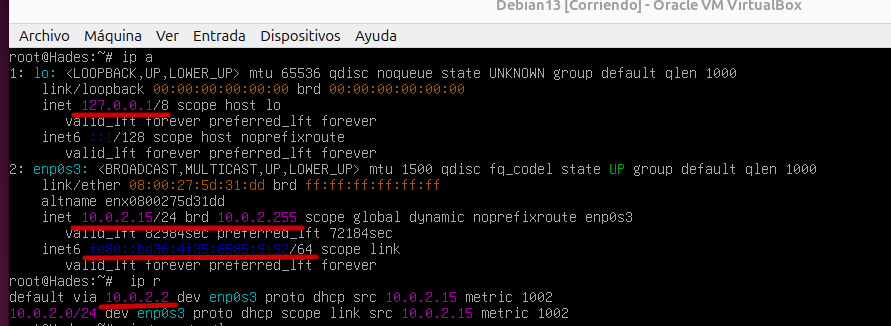 Debian13 [Corriendo] - Oracle VM VirtualBox
Archivo Máquina Ver Entrada Dispositivos Ayuda
root@Hades:~# ip a
1: lo: <LOOPBACK,UP,LOWER_UP> mtu 65536 qdisc noqueue state UNKNOWN group default qlen 1000
link/loopback 00:00:00:00:00:00 brd 00:00:00:00:00:00
inet 127.0.0.1/8 scope host lo
valid_lft forever preferred_lft forever
inet6 ::1/128 scope host noprefixroute
valid_lft forever preferred_lft forever
2: enp0s3: <BROADCAST,MULTICAST,UP,LOWER_UP> mtu 1500 qdisc fq_codel state UP group default qlen 1000
link/ether 08:00:27:5d:31:dd brd ff:ff:ff:ff:ff:ff
altname enx0800275d31dd
inet 10.0.2.15/24 brd 10.0.2.255 scope global dynamic noprefixroute enp0s3
valid_lft 82984sec preferred_lft 72184sec
inet6 /64 scope link
valid_lft forever preferred_lft forever
root@Hades:~# ip r
default via 10.0.2.2 dev enp0s3 proto dhcp src 10.0.2.15 metric 1002
10.0.2.0/24 dev enp0s3 proto dhcp scope link src 10.0.2.15 metric 1002